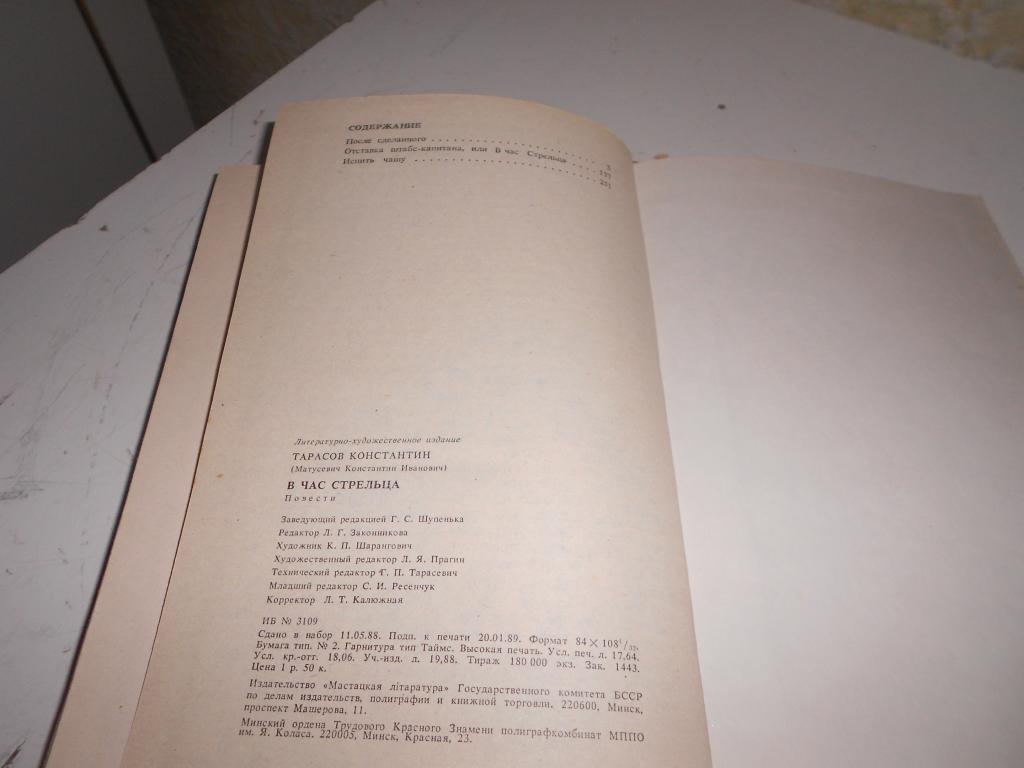 СОДЕРЖАНИЕ
После сделанного . . . . . . . . . . . . . . . . . . . . 3
Отставка штабс-капитана, или В час Стрельца . . . . 137
Испить чашу . . . . . . . . . . . . . . . . . . . . . . 251
Литературно-художественное издание
ТАРАСОВ КОНСТАНТИН
(Матусевич Константин Иванович)
В ЧАС СТРЕЛЬЦА
Повести
Заведующий редакцией Г. С. Шупенька
Редактор Л. Г. Законникова
Художник К. П. Шарангович
Художественный редактор Л. Я. Прагин
Технический редактор Г. П. Тарасевич
Младший редактор С. И. Ресенчук
Корректор Л. Т. Калюжная
ИБ № 3109
Сдано в набор 11.05.88. Подп. к печати 20.01.89. Формат 84×108¹/₃₂.
Бумага тип. № 2. Гарнитура тип Таймс. Высокая печать. Усл. печ. л. 17,64.
Усл. кр.-отт. 18,06. Уч.-изд. л. 19,88. Тираж 180 000 экз. Зак. 1443.
Цена 1 р. 50 к.
Издательство «Мастацкая літаратура» Государственного комитета БССР
по делам издательств, полиграфии и книжной торговли. 220600, Минск,
проспект Машерова, 11.
Минский ордена Трудового Красного Знамени полиграфкомбинат МППО
им. Я. Коласа. 220005, Минск, Красная, 23.